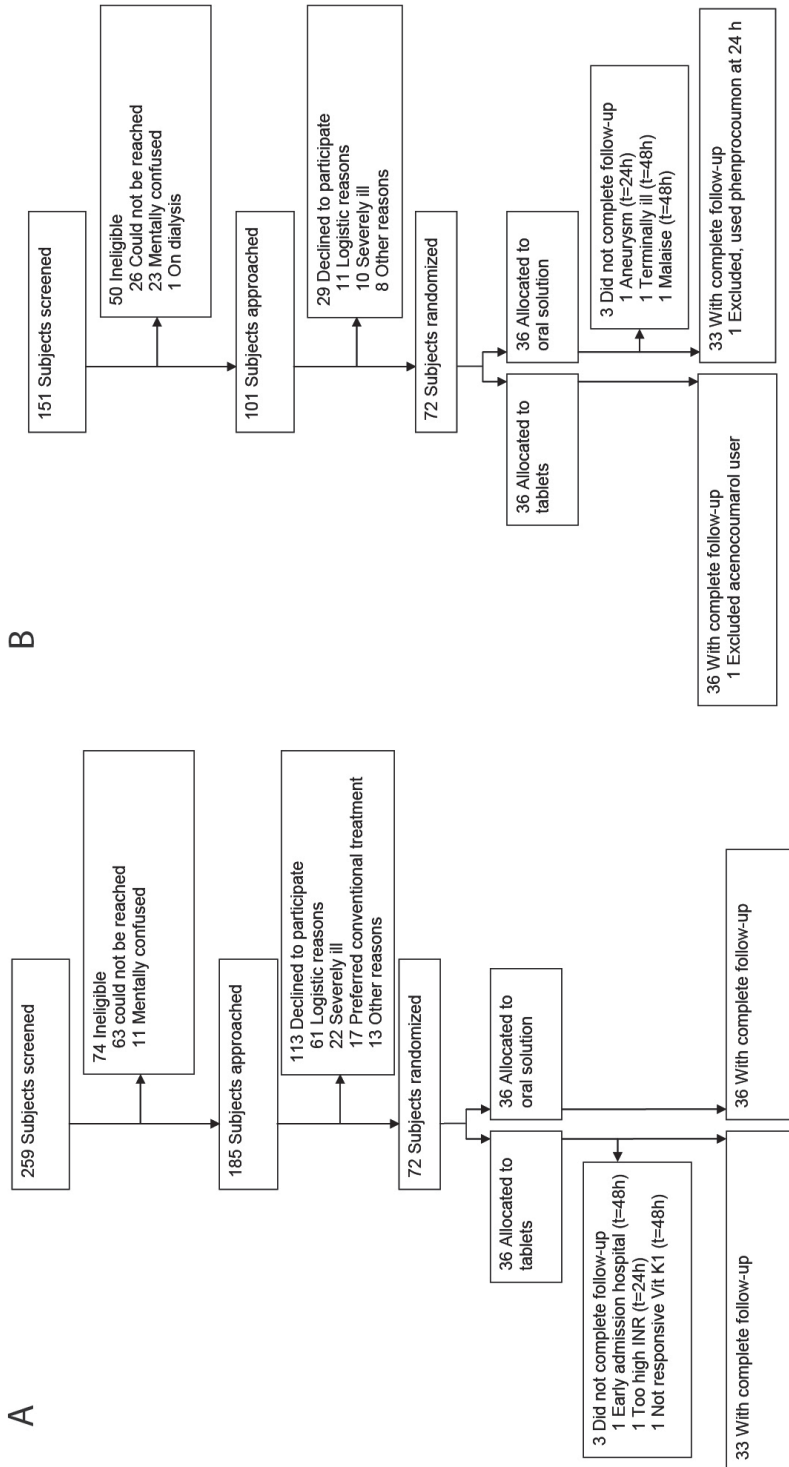 A
259 Subjects screened
74 Ineligible
63 could not be reached
11 Mentally confused
185 Subjects approached
113 Declined to participate
61 Logistic reasons
22 Severely ill
17 Preferred conventional treatment
13 Other reasons
72 Subjects randomized
36 Allocated to
tablets
36 Allocated to
oral solution
3 Did not complete follow-up
1 Early admission hospital (t=48h)
1 Too high INR (t=24h)
1 Not responsive Vit K1 (t=48h)
33 With complete follow-up
36 With complete follow-up
B
151 Subjects screened
50 Ineligible
26 Could not be reached
23 Mentally confused
1 On dialysis
101 Subjects approached
29 Declined to participate
11 Logistic reasons
10 Severely ill
8 Other reasons
72 Subjects randomized
36 Allocated to
tablets
36 Allocated to
oral solution
3 Did not complete follow-up
1 Aneurysm (t=24h)
1 Terminally ill (t=48h)
1 Malaise (t=48h)
36 With complete follow-up
1 Excluded acenocoumarol user
33 With complete follow-up
1 Excluded, used phenprocoumon at 24 h